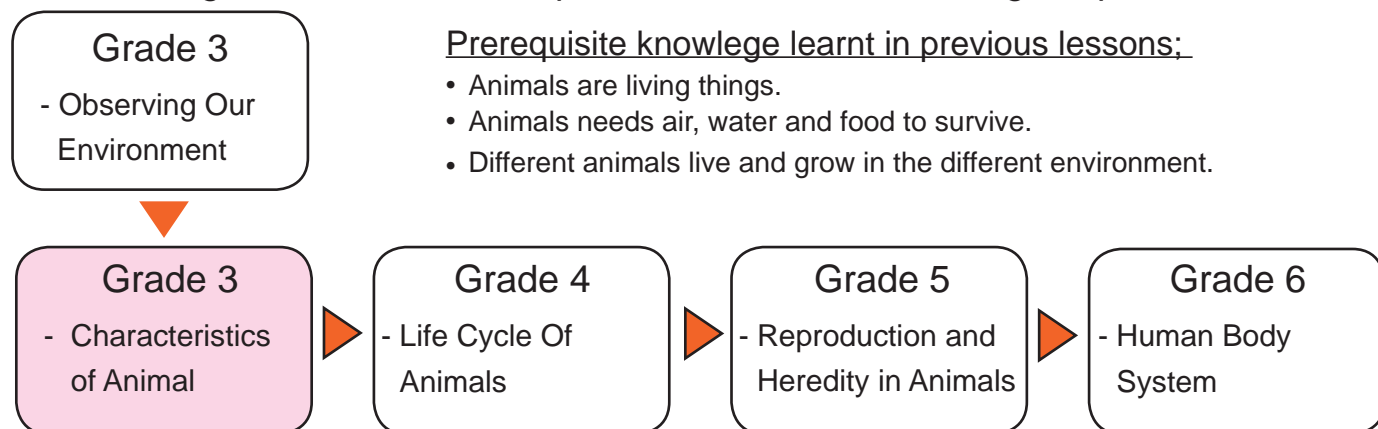 Grade 3
- Observing Our
Environment
Prerequisite knowlege learnt in previous lessons;
• Animals are living things.
• Animals needs air, water and food to survive.
• Different animals live and grow in the different environment.
Grade 3
- Characteristics
of Animal
Grade 4
- Life Cycle Of
Animals
Grade 5
- Reproduction and
Heredity in Animals
Grade 6
- Human Body
System